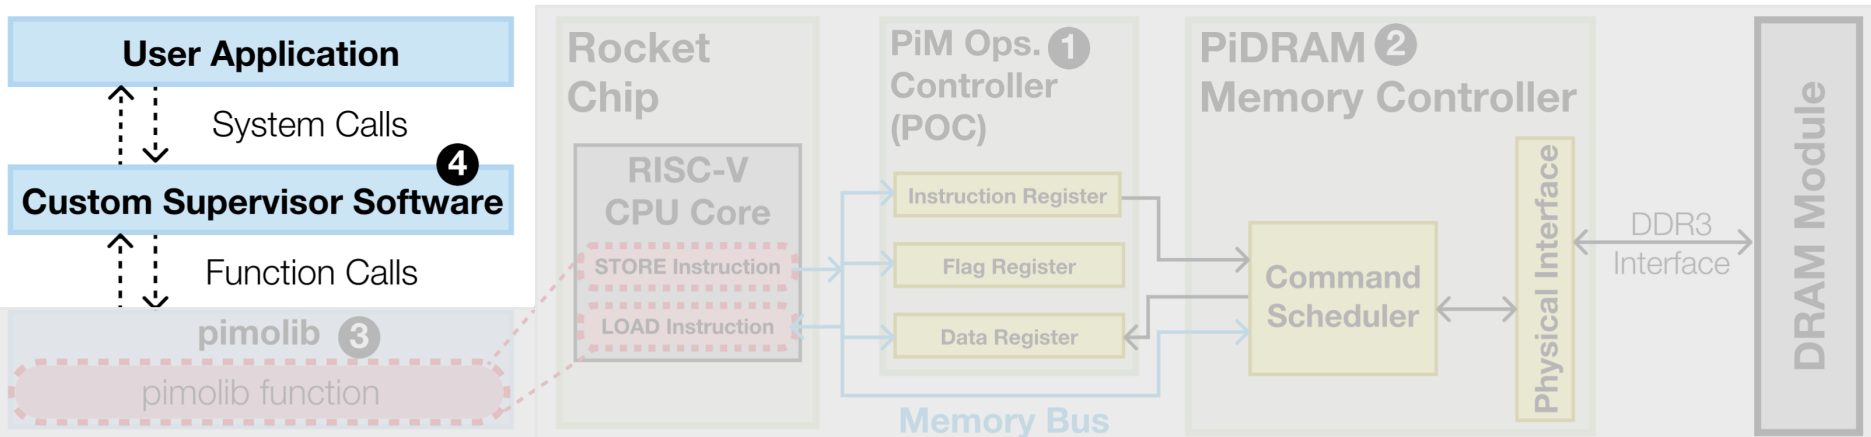 User Application
System Calls
4
Custom Supervisor Software
Function Calls
pimolib 3
pimolib function
Rocket
Chip
RISC-V
CPU Core
STORE Instruction
LOAD Instruction
PiM Ops. 1
Controller
(POC)
Instruction Register
Flag Register
Data Register
Memory Bus
PiDRAM 2
Memory Controller
Command
Scheduler
Physical Interface
DDR3
Interface
DRAM Module